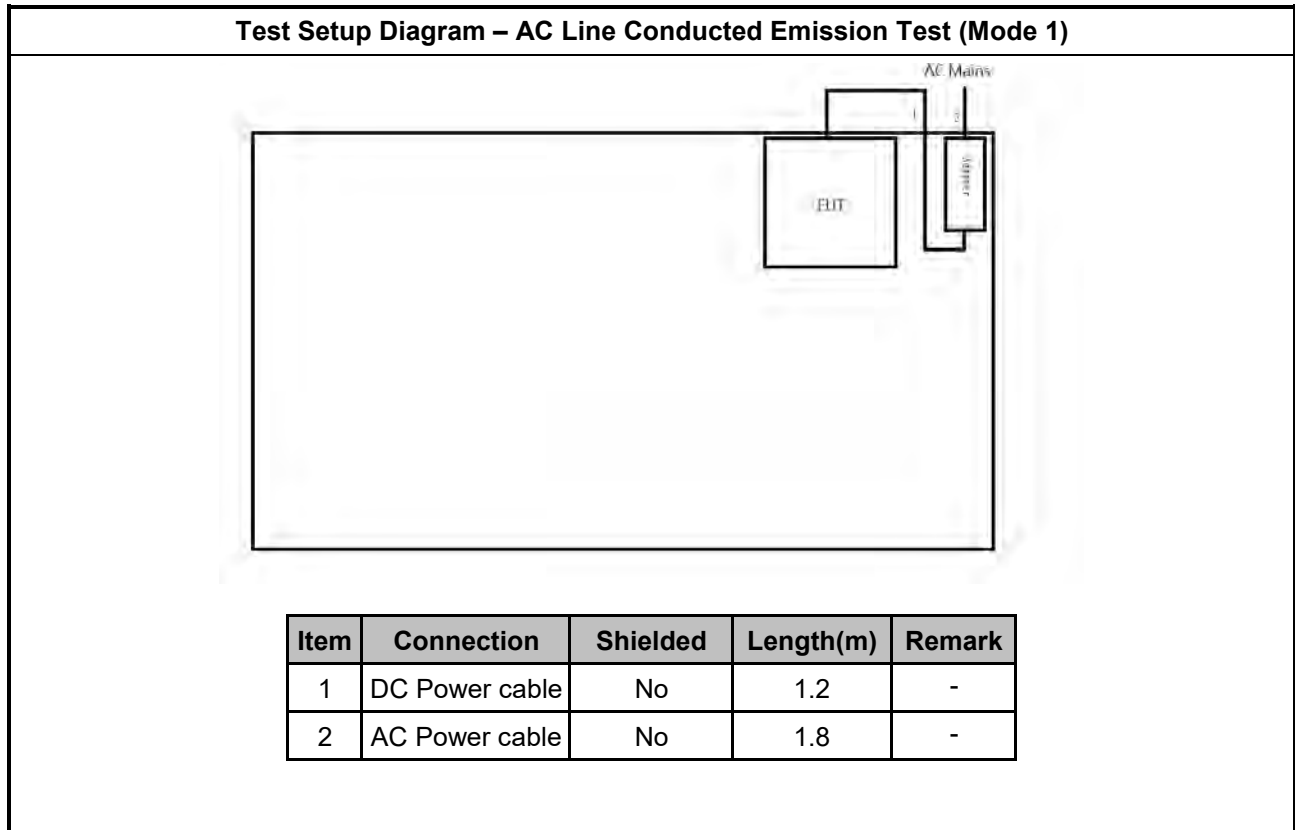 Test Setup Diagram – AC Line Conducted Emission Test (Mode 1)
AC Mains
EUT
Item Connection Shielded Length(m) Remark
1 DC Power cable No 1.2 -
2 AC Power cable No 1.8 -